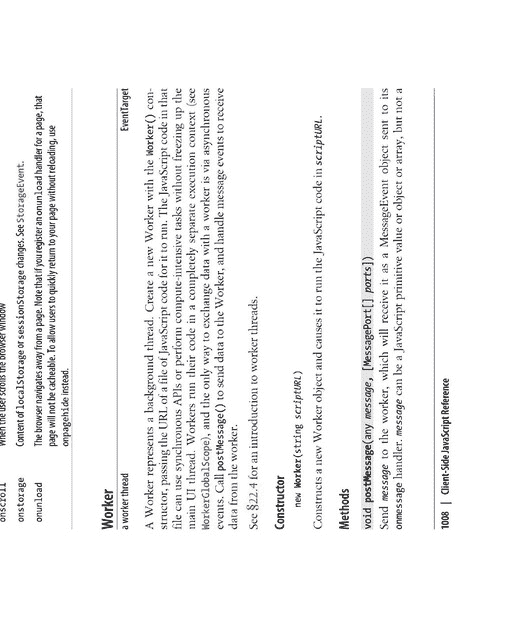 onscroll When the user scrolls the browser window
onstorage Content of localStorage or sessionStorage changes. See StorageEvent.
onunload The browser navigates away from a page. Note that if you register an onunload handler for a page, that
page will not be cacheable. To allow users to quickly return to your page without reloading, use
onpagehide instead.
Worker
a worker thread EventTarget
A Worker represents a background thread. Create a new Worker with the Worker() con-
structor, passing the URL of a file of JavaScript code for it to run. The JavaScript code in that
file can use synchronous APIs or perform compute-intensive tasks without freezing up the
main UI thread. Workers run their code in a completely separate execution context (see
WorkerGlobalScope), and the only way to exchange data with a worker is via asynchronous
events. Call postMessage() to send data to the Worker, and handle message events to receive
data from the worker.
See §22.4 for an introduction to worker threads.
Constructor
new Worker(string scriptURL)
Constructs a new Worker object and causes it to run the JavaScript code in scriptURL.
Methods
void postMessage(any message, [MessagePort[] ports])
Send message to the worker, which will receive it as a MessageEvent object sent to its
onmessage handler. message can be a JavaScript primitive value or object or array, but not a
1008 | Client-Side JavaScript Reference